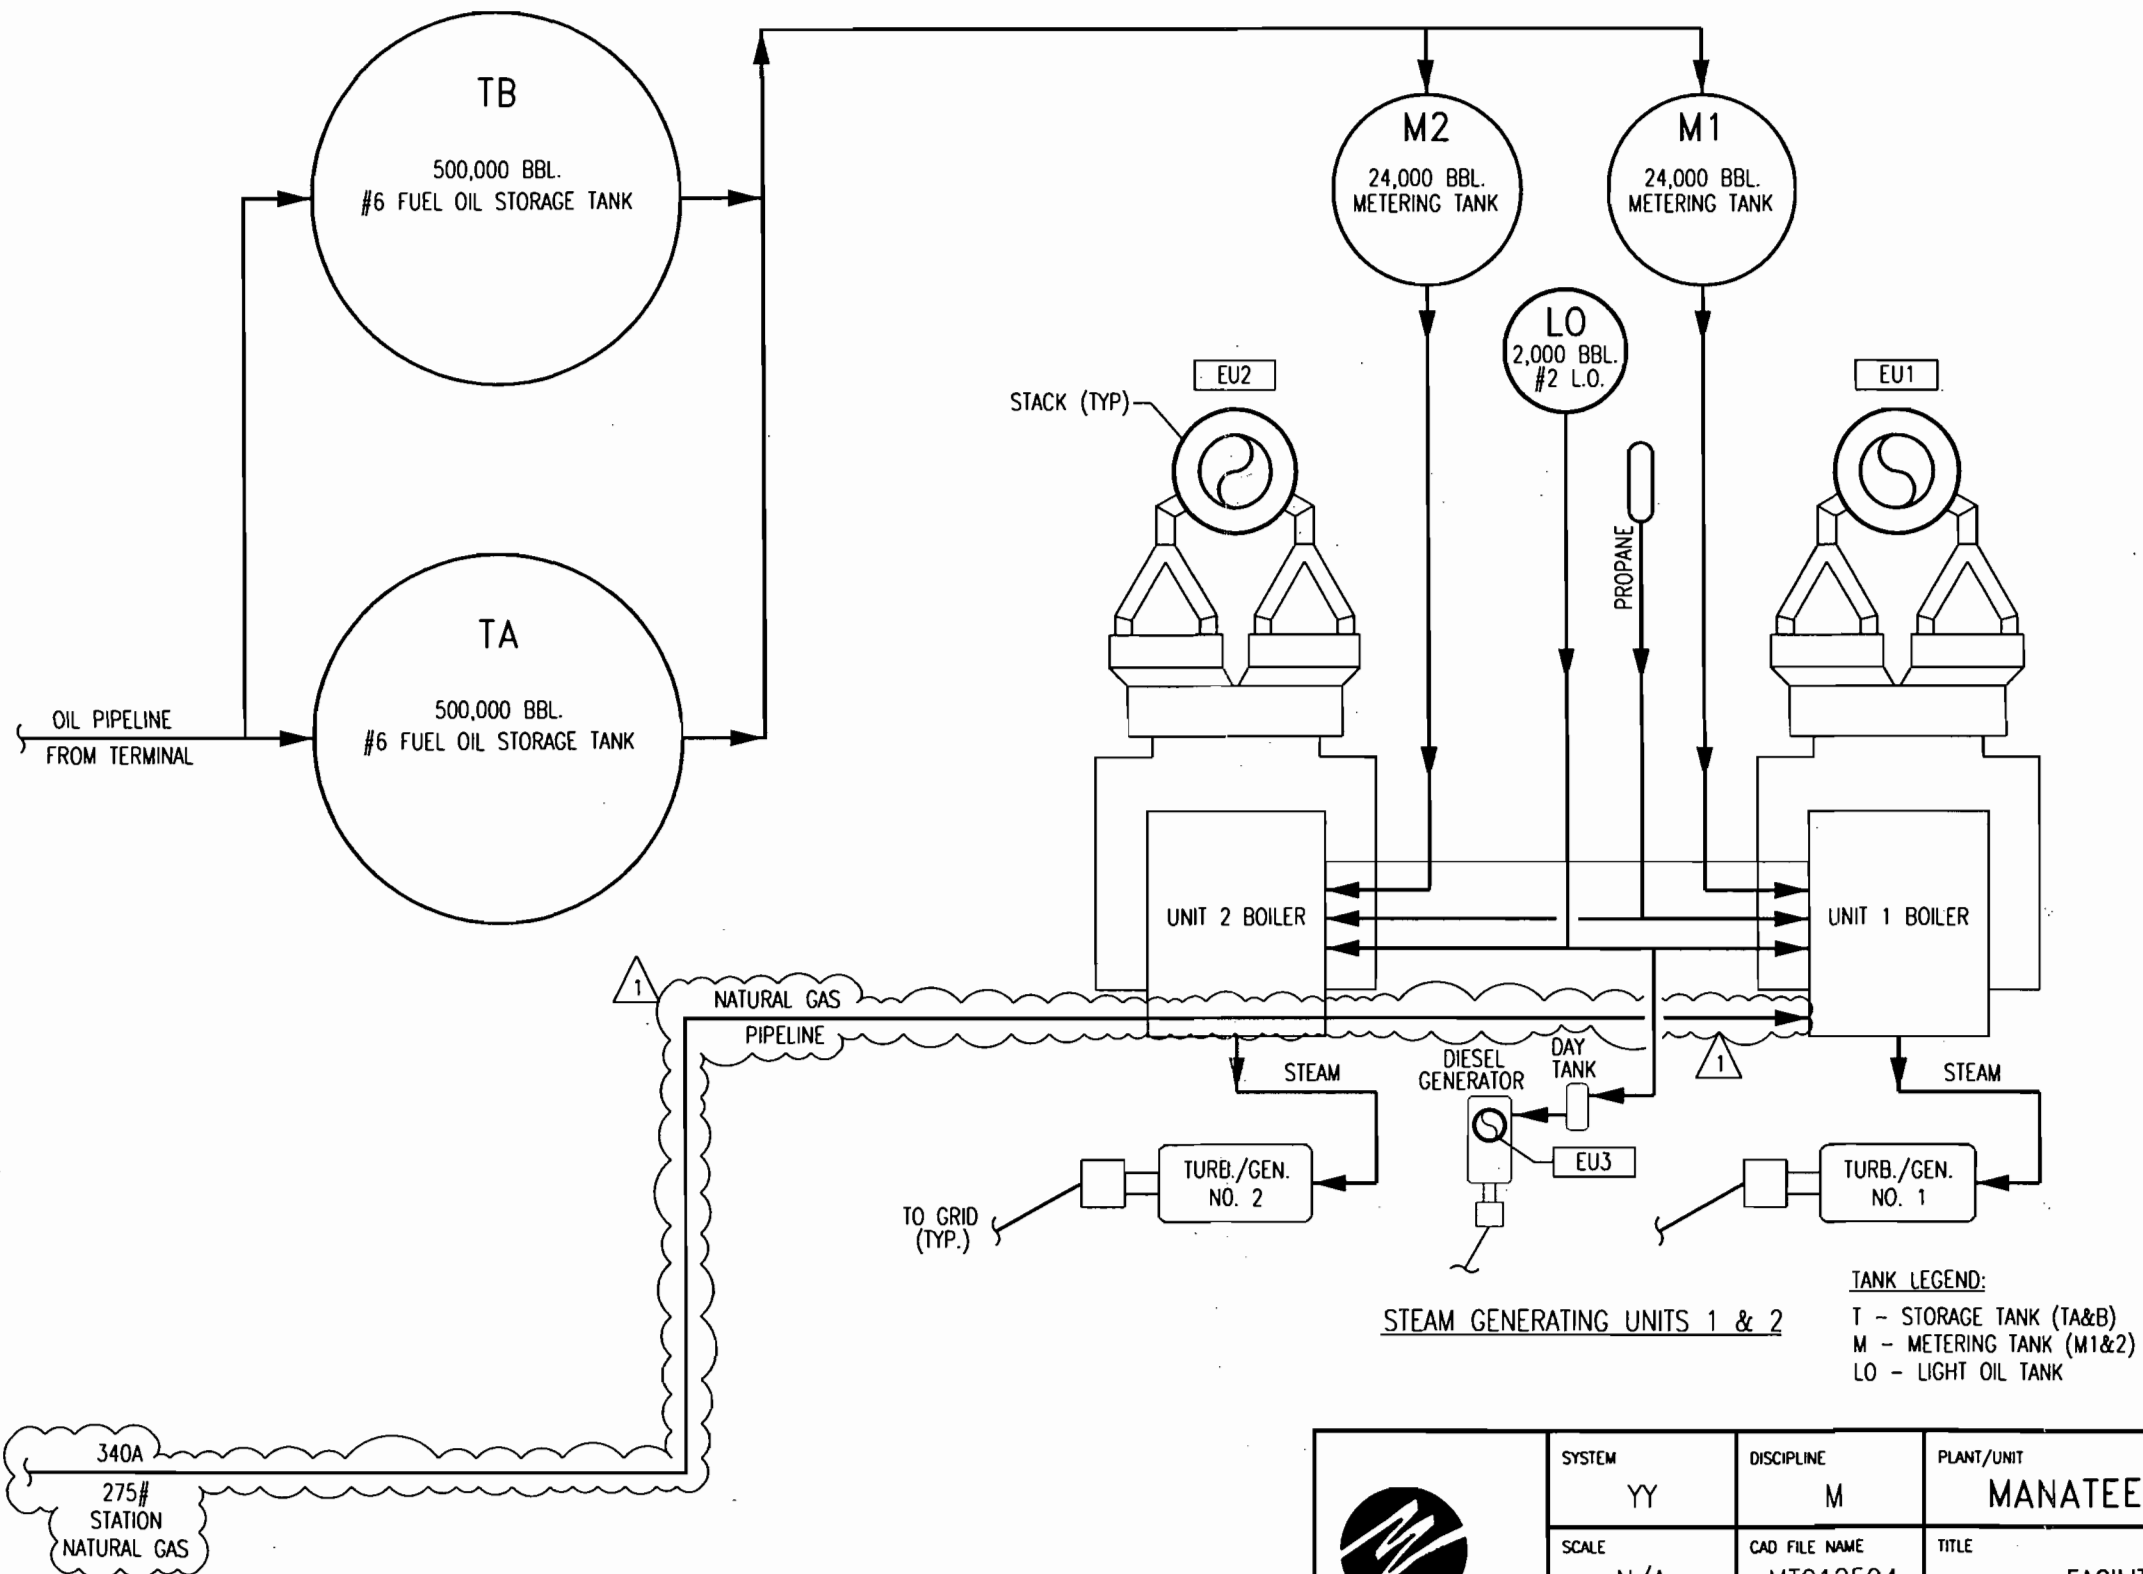 TB
500,000 BBL.
#6 FUEL OIL STORAGE TANK
M2
24,000 BBL.
METERING TANK
M1
24,000 BBL.
METERING TANK
LO
2,000 BBL.
#2 L.O.
EU2
EU1
STACK (TYP)
PROPANE
TA
500,000 BBL.
#6 FUEL OIL STORAGE TANK
OIL PIPELINE
FROM TERMINAL
UNIT 2 BOILER
UNIT 1 BOILER
1
NATURAL GAS
PIPELINE
STEAM
DIESEL
GENERATOR
DAY
TANK
1
STEAM
EU3
TURB./GEN.
NO. 2
TURB./GEN.
NO. 1
TO GRID
(TYP.)
STEAM GENERATING UNITS 1 & 2
TANK LEGEND:
T - STORAGE TANK (TA&B)
M - METERING TANK (M1&2)
LO - LIGHT OIL TANK
340A
275#
STATION
NATURAL GAS
SYSTEM
YY
DISCIPLINE
M
PLANT/UNIT
MANATEE
SCALE
CAD FILE NAME
TITLE